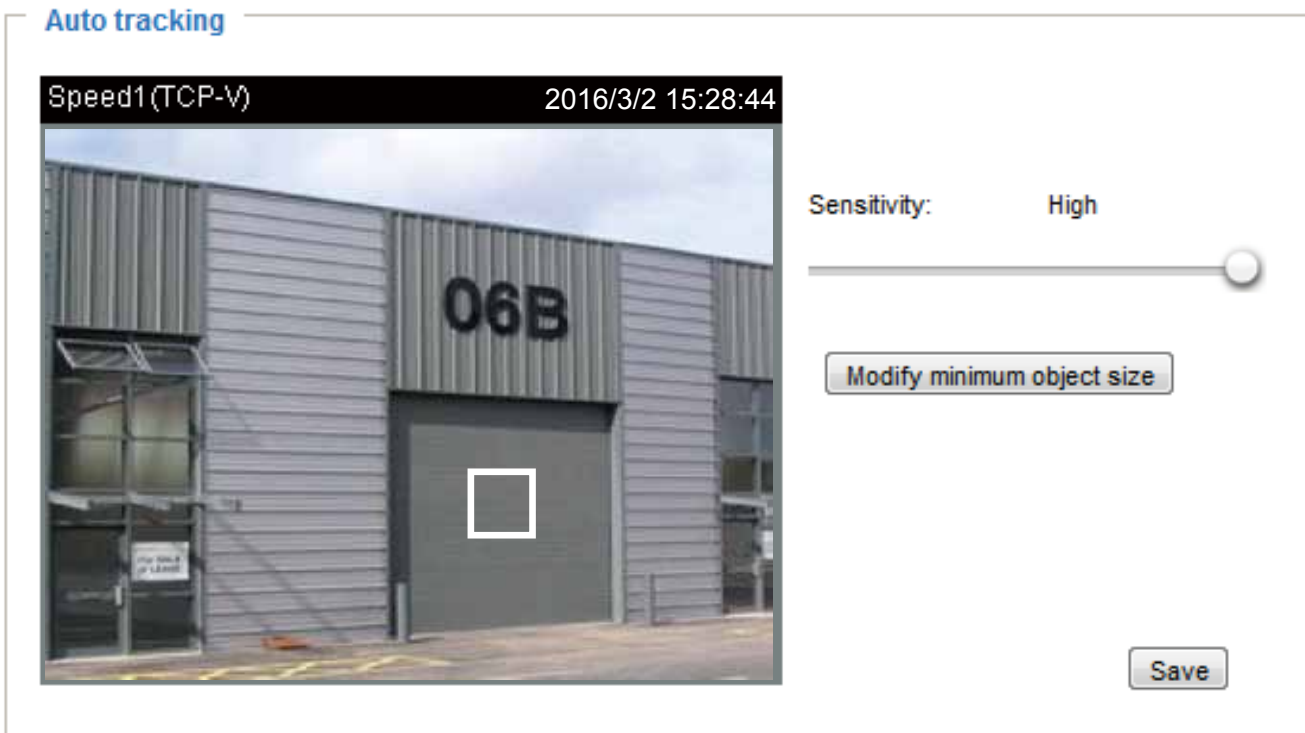 Auto tracking
Speed1(TCP-V) 2016/3/2 15:28:44
Sensitivity: High
06B
Modify minimum object size
Save